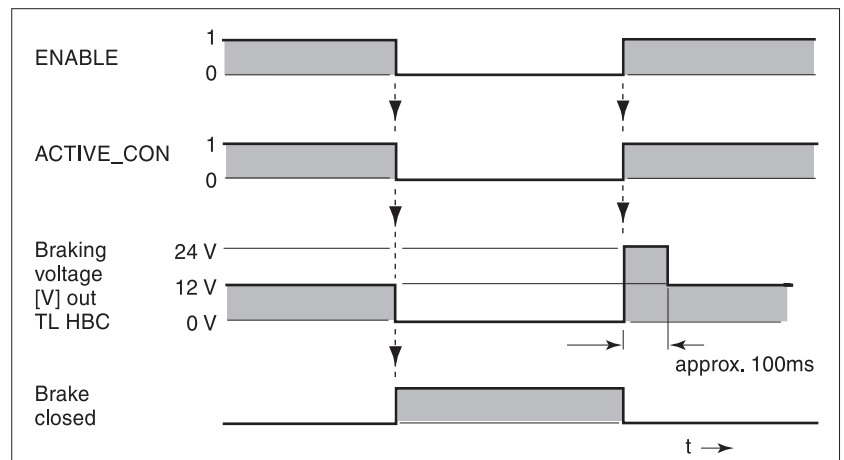 ENABLE
1
0
ACTIVE_CON
1
0
Braking
voltage
[V] out
TL HBC
24 V
12 V
0 V
approx. 100ms
Brake
closed
t